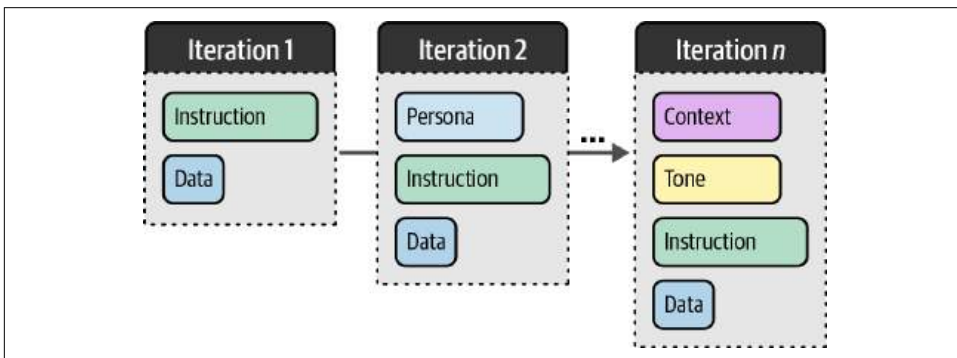 Iteration 1
Instruction
Data
Iteration 2
Persona
Instruction
Data
...
Iteration n
Context
Tone
Instruction
Data